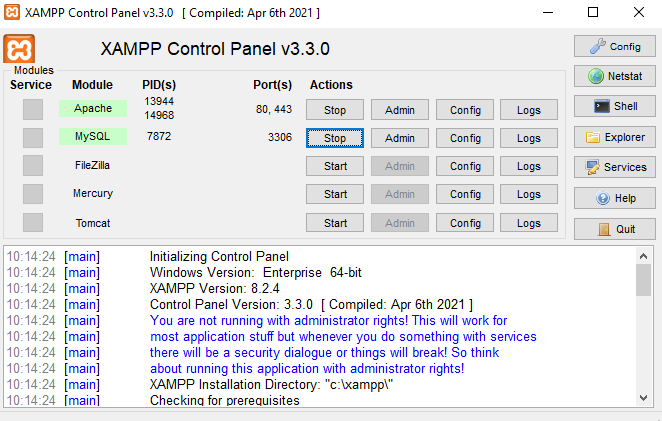 XAMPP Control Panel v3.3.0 [ Compiled: Apr 6th 2021 ]
XAMPP Control Panel v3.3.0
Config
Modules
Service Module PID(s) Port(s) Actions
Netstat
Apache 13944 14968 80, 443 Stop Admin Config Logs
Shell
MySQL 7872 3306 Stop Admin Config Logs
Explorer
FileZilla Start Admin Config Logs
Services
Mercury Start Admin Config Logs
Help
Tomcat Start Admin Config Logs
Quit
10:14:24 [main] Initializing Control Panel
10:14:24 [main] Windows Version: Enterprise 64-bit
10:14:24 [main] XAMPP Version: 8.2.4
10:14:24 [main] Control Panel Version: 3.3.0 [ Compiled: Apr 6th 2021 ]
10:14:24 [main] You are not running with administrator rights! This will work for
10:14:24 [main] most application stuff but whenever you do something with services
10:14:24 [main] there will be a security dialogue or things will break! So think
10:14:24 [main] about running this application with administrator rights!
10:14:24 [main] XAMPP Installation Directory: "c:\xampp\"
10:14:24 [main] Checking for prerequisites